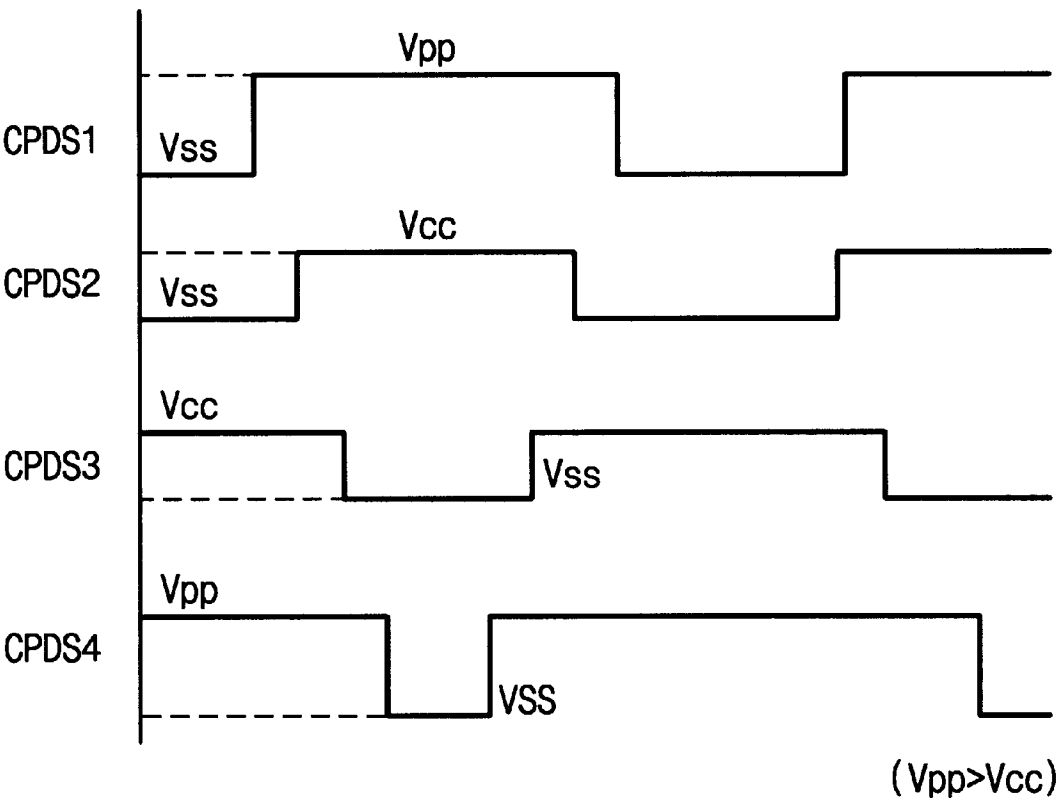 Vpp
CPDS1
Vss
Vcc
CPDS2
Vss
Vcc
CPDS3
Vss
Vpp
CPDS4
VSS
(Vpp>Vcc)